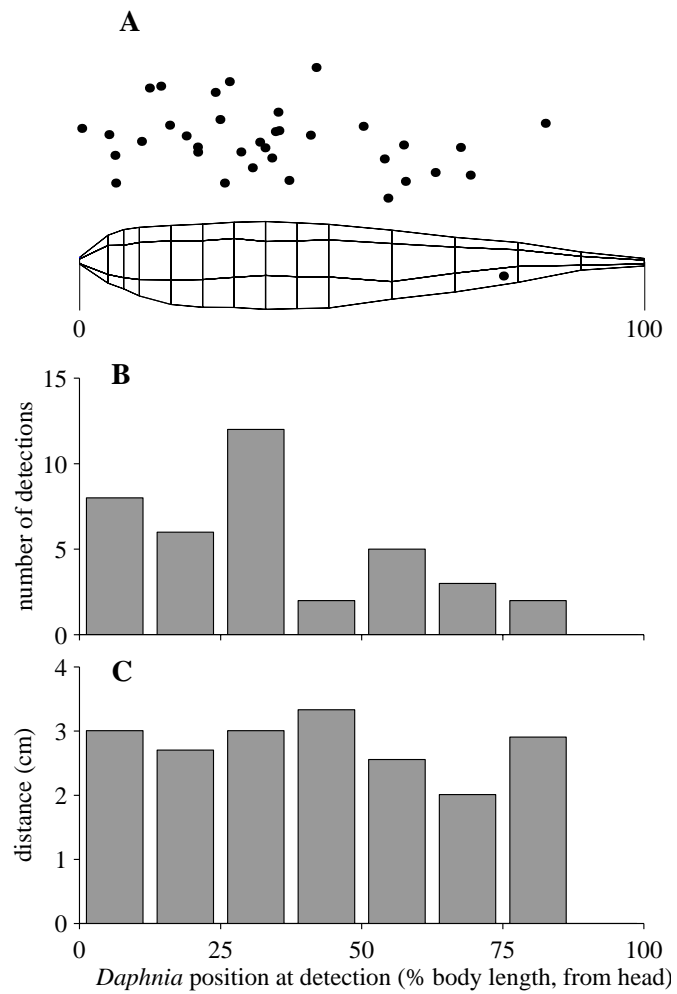 A
0 100
B
15
10
5
0
number of detections
C
4
3
2
1
0
distance (cm)
0 25 50 75 100
Daphnia position at detection (% body length, from head)